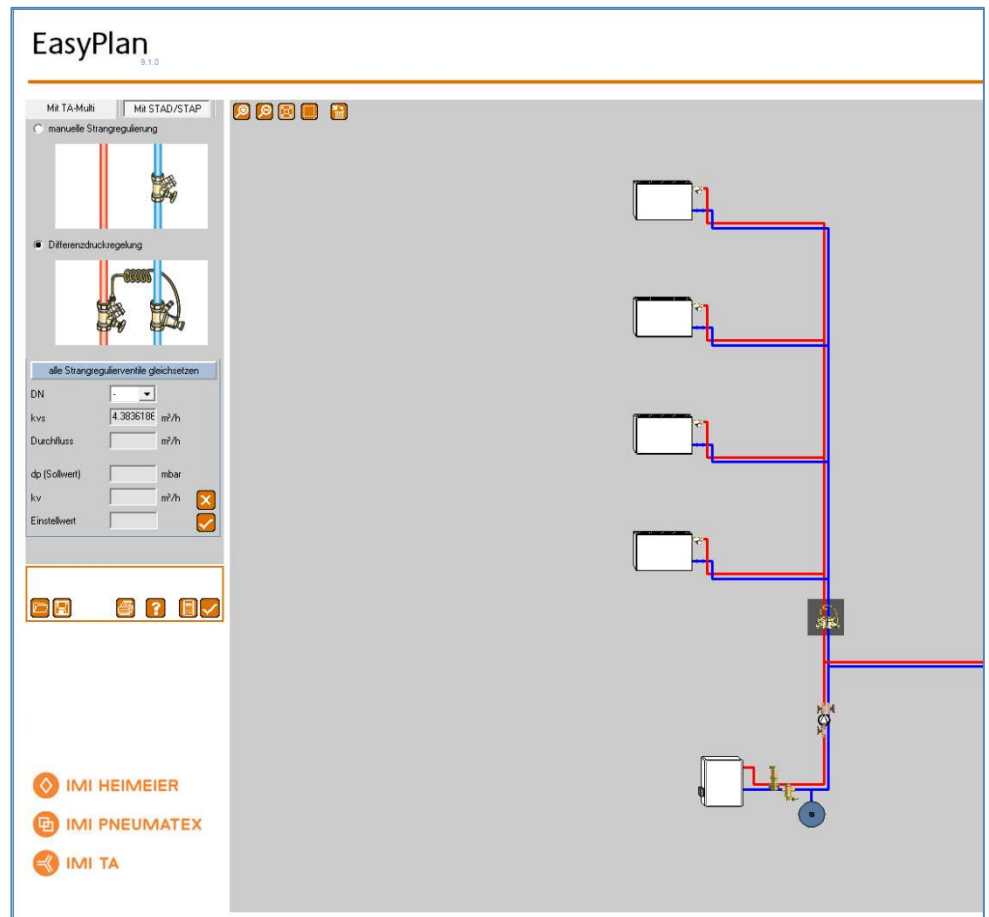 EasyPlan
9.1.0
Mit TA-Multi
Mit STAD/STAP
manuelle Strangregulierung
Differenzdruckregelung
alle Strangregulierventile gleichsetzen
DN -
kvs 4.3836186 m³/h
Durchfluss m³/h
dp (Sollwert) mbar
kv m³/h
Einstellwert
?
IMI HEIMEIER
IMI PNEUMATEX
IMI TA